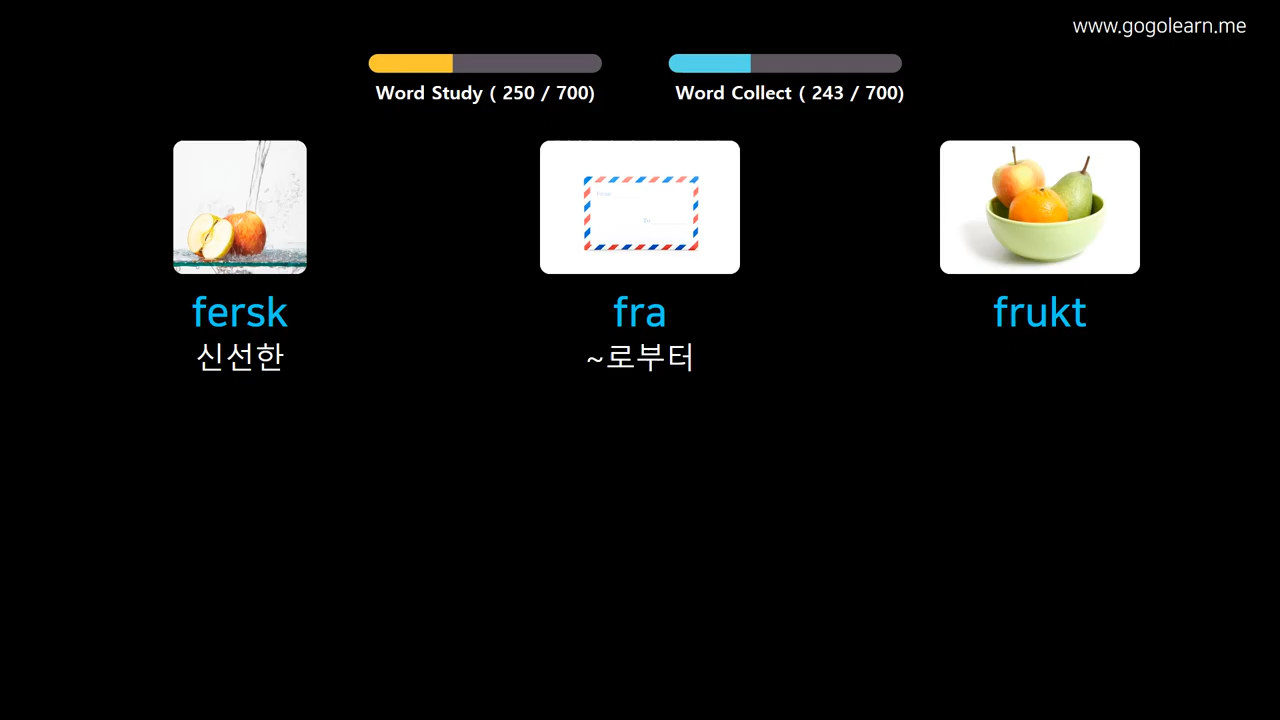 www.gogolearn.me
Word Study ( 250 / 700)
Word Collect ( 243 / 700)
fersk
fra
frukt
신선한
~로부터